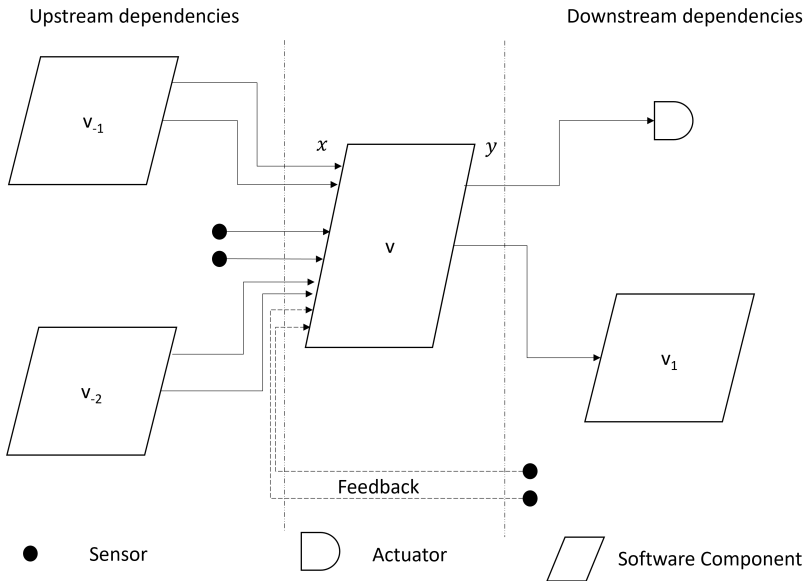 Upstream dependencies
Downstream dependencies
v₋₁
x
y
v
v₁
v₋₂
Feedback
Sensor
Actuator
Software Component